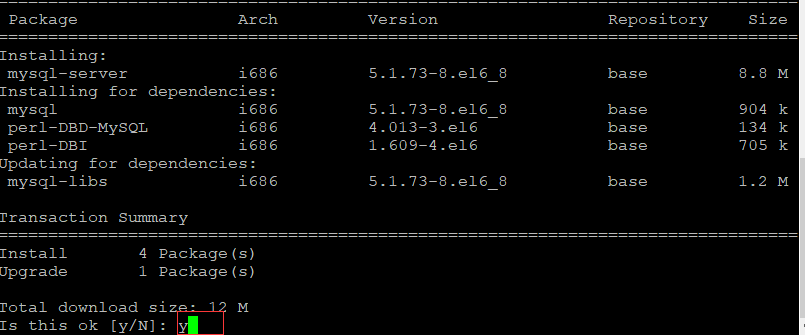 Package Arch Version Repository Size
Installing:
mysql-server i686 5.1.73-8.el6_8 base 8.8 M
Installing for dependencies:
mysql i686 5.1.73-8.el6_8 base 904 k
perl-DBD-MySQL i686 4.013-3.el6 base 134 k
perl-DBI i686 1.609-4.el6 base 705 k
Updating for dependencies:
mysql-libs i686 5.1.73-8.el6_8 base 1.2 M
Transaction Summary
Install 4 Package(s)
Upgrade 1 Package(s)
Total download size: 12 M
Is this ok [y/N]: y